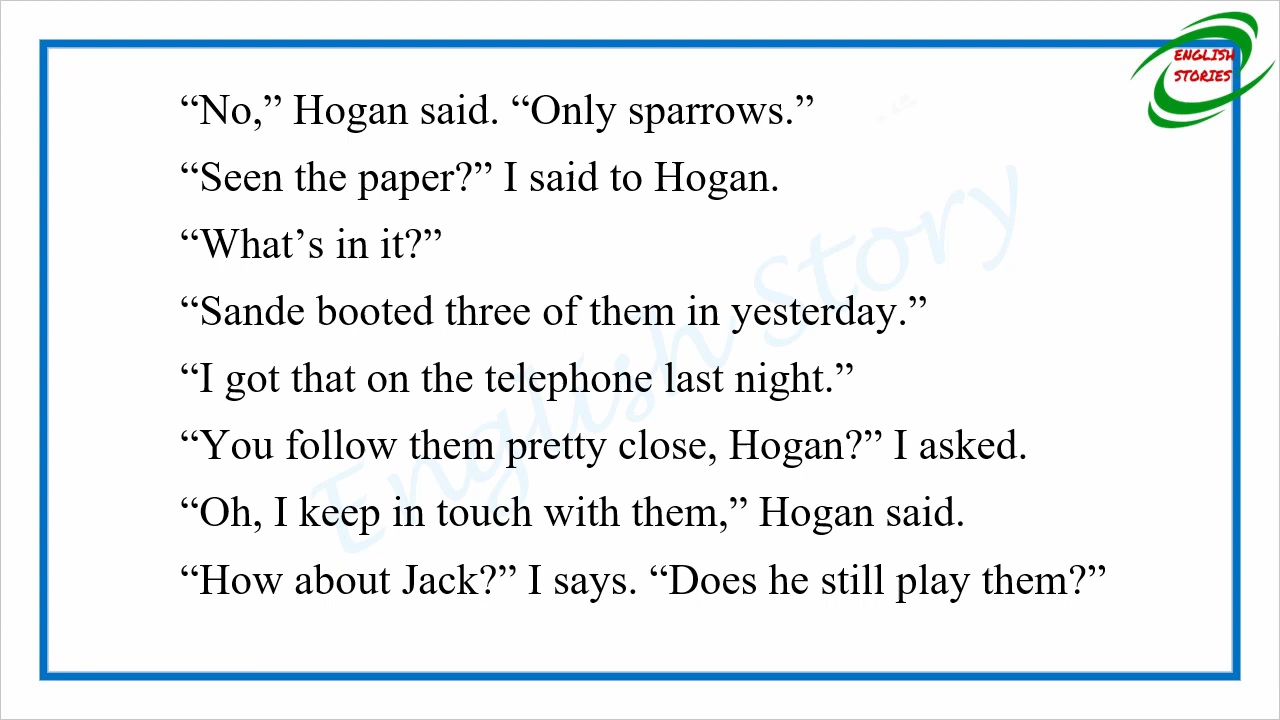 ENGLISH
STORIES
“No,” Hogan said. “Only sparrows.”
“Seen the paper?” I said to Hogan.
“What’s in it?”
“Sande booted three of them in yesterday.”
“I got that on the telephone last night.”
“You follow them pretty close, Hogan?” I asked.
“Oh, I keep in touch with them,” Hogan said.
“How about Jack?” I says. “Does he still play them?”
English Story